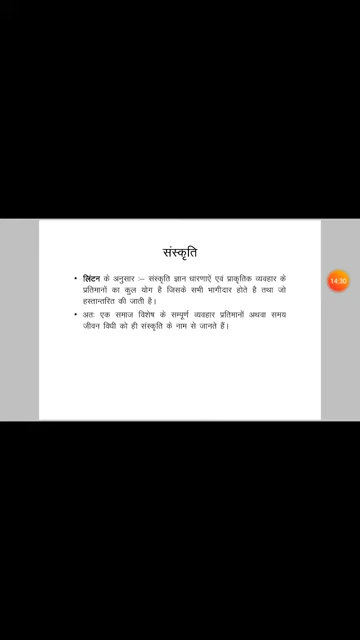 संस्कृति
• लिंटन के अनुसार :– संस्कृति ज्ञान धारणाऐं एवं प्राकृतिक व्यवहार के
प्रतिमानों का कुल योग है जिसके सभी भागीदार होते है तथा जो
हस्तान्तरित की जाती है।
• अतः एक समाज विशेष के सम्पूर्ण व्यवहार प्रतिमानों अथवा समय
जीवन विधी को ही संस्कृति के नाम से जानते हैं।
14:30